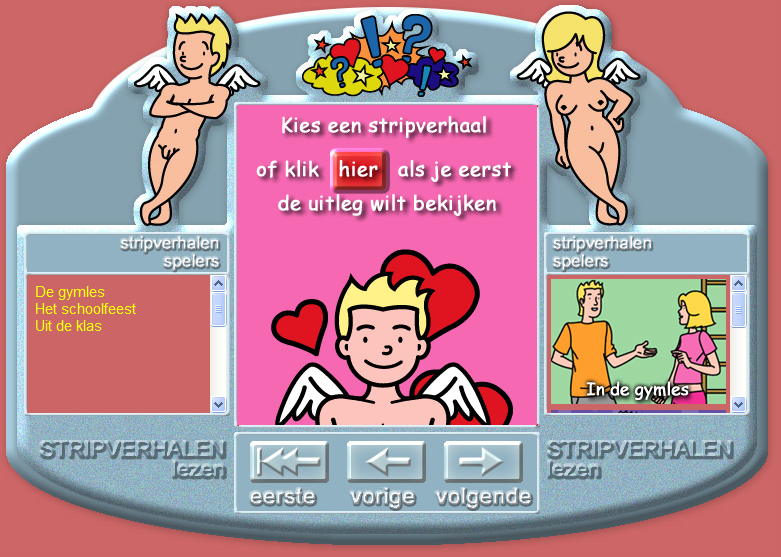 Kies een stripverhaal
of klik hier als je eerst
de uitleg wilt bekijken
stripverhalen
spelers
De gymles
Het schoolfeest
Uit de klas
STRIPVERHALEN
lezen
stripverhalen
spelers
In de gymles
STRIPVERHALEN
lezen
eerste
vorige
volgende